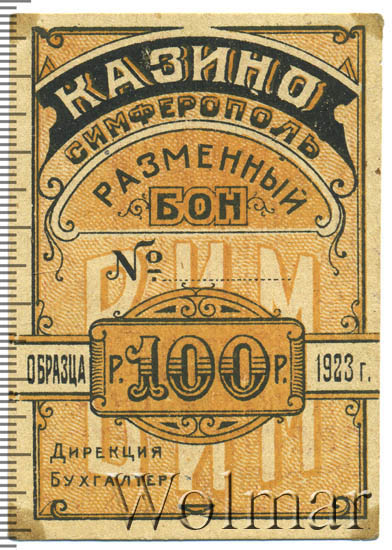 КАЗИНО
СИМФЕРОПОЛЬ
РАЗМЕННЫЙ
БОН
№
ОБРАЗЦА Р. 100 Р. 1923 г.
ДИРЕКЦИЯ
БУХГАЛТЕР
Wolmar